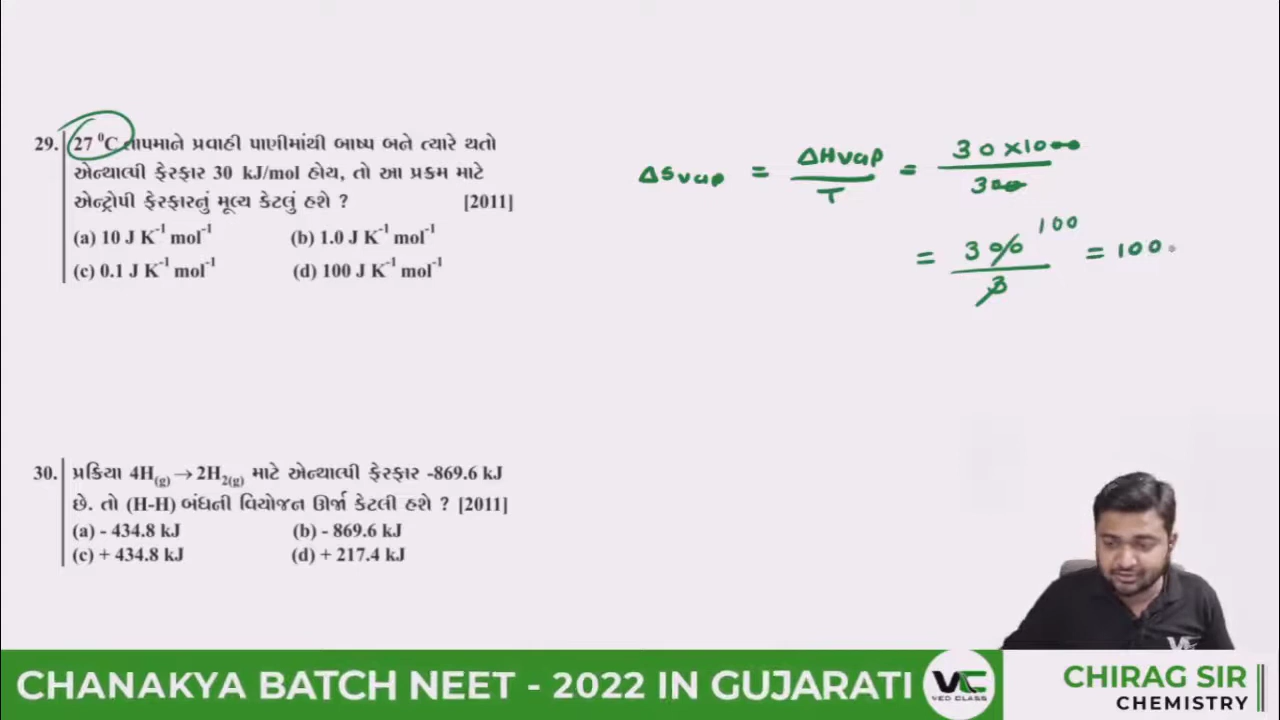 29. 27 ⁰C તાપમાને પ્રવાહી પાણીમાંથી બાષ્પ બને ત્યારે થતો
એન્થાલ્પી ફેરફાર 30 kJ/mol હોય, તો આ પ્રક્રમ માટે
એન્ટ્રોપી ફેરફારનું મૂલ્ય કેટલું હશે ? [2011]
(a) 10 J K⁻¹ mol⁻¹ (b) 1.0 J K⁻¹ mol⁻¹
(c) 0.1 J K⁻¹ mol⁻¹ (d) 100 J K⁻¹ mol⁻¹
ΔSvap = ΔHvap / T = 30 × 1000 / 300
= 300 / 3 100 = 100
30. પ્રક્રિયા 4H(g) → 2H₂(g) માટે એન્થાલ્પી ફેરફાર -869.6 kJ
છે. તો (H-H) બંધની વિયોજન ઊર્જા કેટલી હશે ? [2011]
(a) - 434.8 kJ (b) - 869.6 kJ
(c) + 434.8 kJ (d) + 217.4 kJ
CHANAKYA BATCH NEET - 2022 IN GUJARATI
VC
VED CLASS
CHIRAG SIR
CHEMISTRY